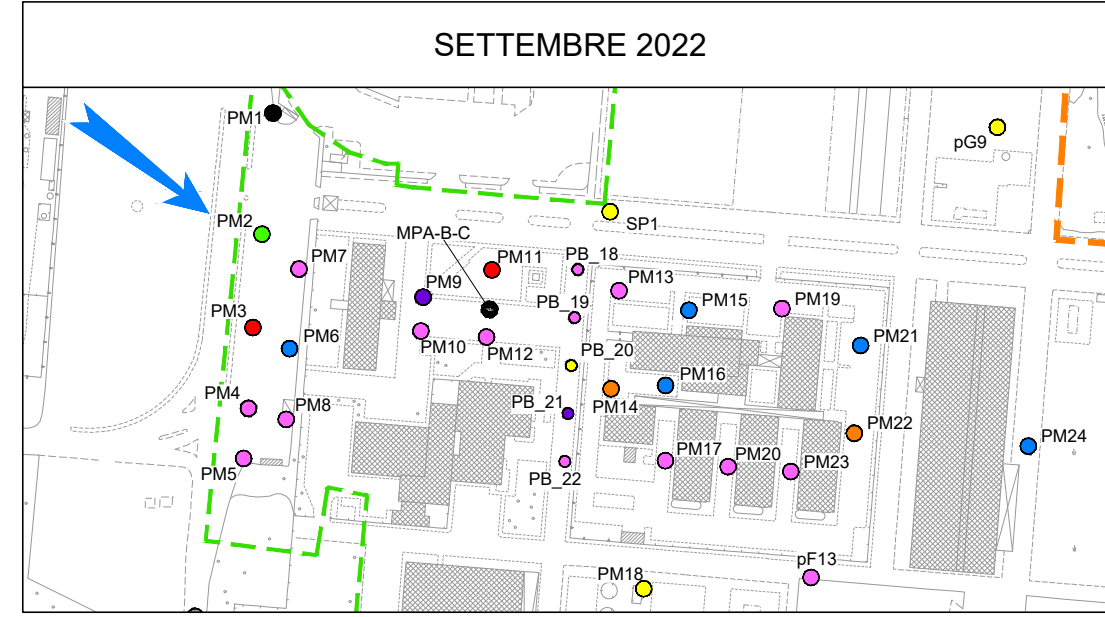 SETTEMBRE 2022
PM1
pG9
PM2
SP1
MPA-B-C
PM7
PM11
PB_18
PM9
PM13
PB_19
PM15
PM19
PM3
PM6
PM10
PM12
PB_20
PM21
PM16
PM4
PM8
PB_21
PM14
PM22
PM24
PM5
PB_22
PM17
PM20
PM23
pF13
PM18